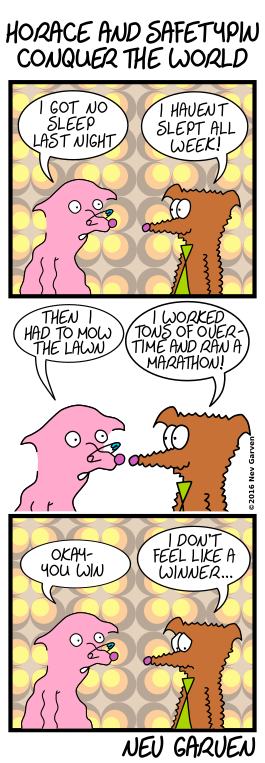 HORACE AND SAFETYPIN
CONQUER THE WORLD
I GOT NO
SLEEP
LAST NIGHT
I HAVENT
SLEPT ALL
WEEK!
THEN I
HAD TO MOW
THE LAWN
I WORKED
TONS OF OVER-
TIME AND RAN A
MARATHON!
©2016 Nev Garven
OKAY-
YOU WIN
I DON'T
FEEL LIKE A
WINNER...
NEV GARVEN